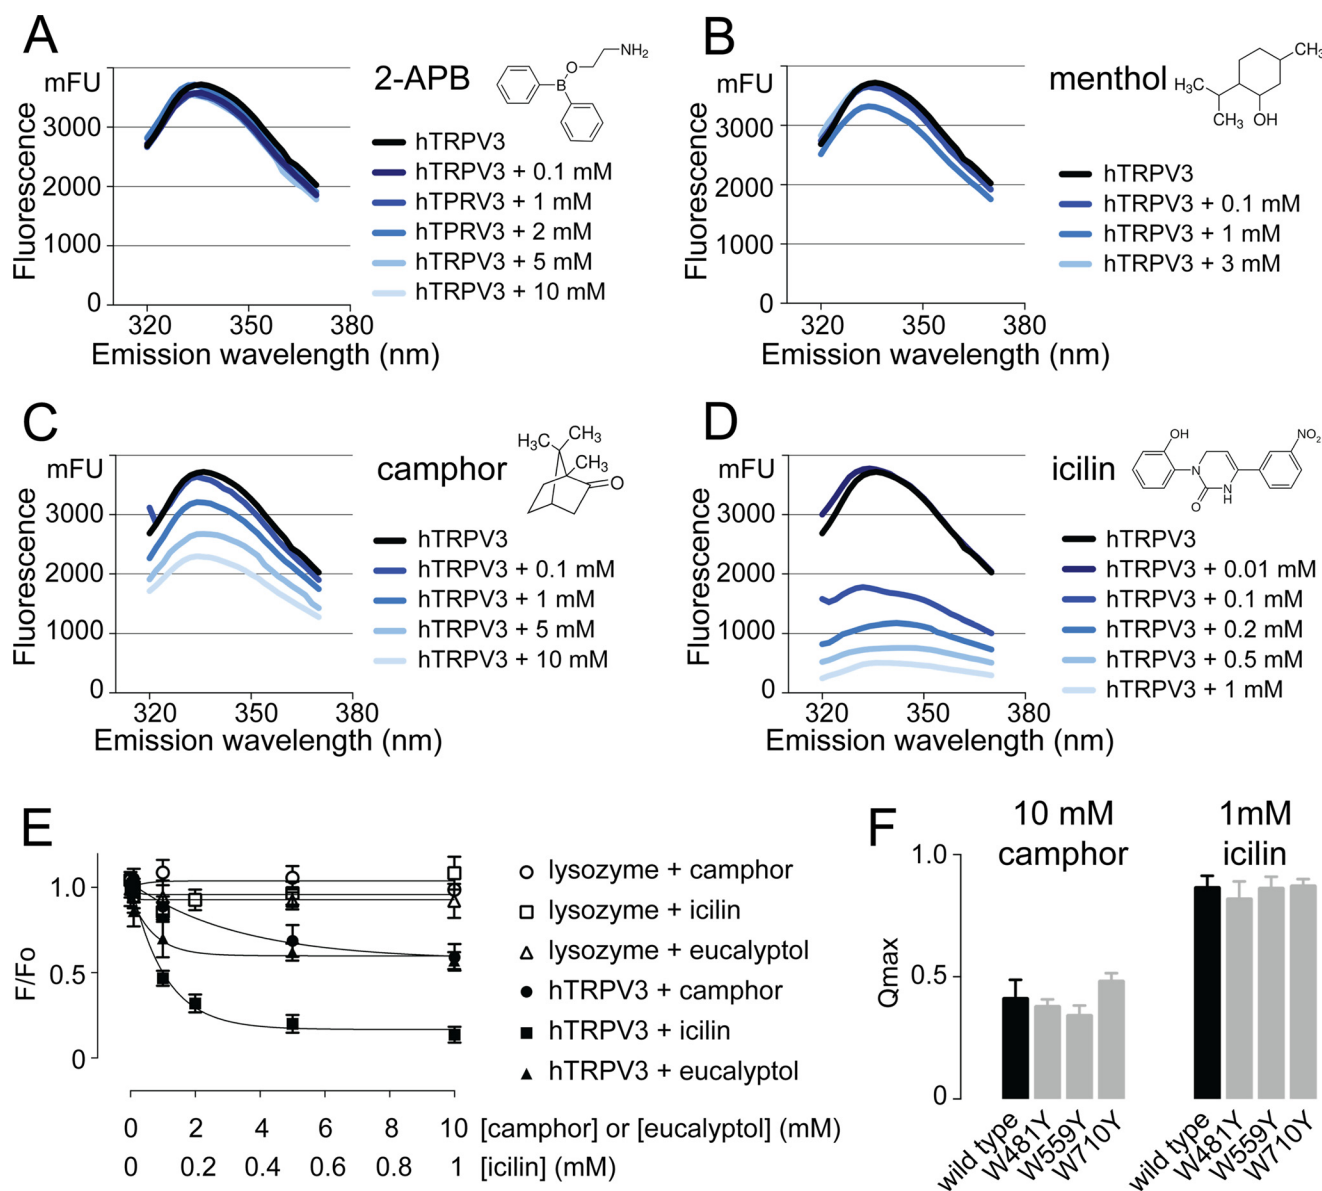 A
mFU
3000
2000
1000
0
Fluorescence
320 350 380
Emission wavelength (nm)
2-APB
O
NH2
B
hTRPV3
hTRPV3 + 0.1 mM
hTPRV3 + 1 mM
hTPRV3 + 2 mM
hTRPV3 + 5 mM
hTRPV3 + 10 mM
B
mFU
3000
2000
1000
0
Fluorescence
320 350 380
Emission wavelength (nm)
menthol
CH3
H3C
CH3
OH
hTRPV3
hTRPV3 + 0.1 mM
hTRPV3 + 1 mM
hTRPV3 + 3 mM
C
mFU
3000
2000
1000
0
Fluorescence
320 350 380
Emission wavelength (nm)
camphor
H3C
CH3
CH3
O
hTRPV3
hTRPV3 + 0.1 mM
hTRPV3 + 1 mM
hTRPV3 + 5 mM
hTRPV3 + 10 mM
D
mFU
3000
2000
1000
0
Fluorescence
320 350 380
Emission wavelength (nm)
icilin
OH
NO2
N
NH
O
hTRPV3
hTRPV3 + 0.01 mM
hTRPV3 + 0.1 mM
hTRPV3 + 0.2 mM
hTRPV3 + 0.5 mM
hTRPV3 + 1 mM
E
1.0
0.5
0
F/Fo
lysozyme + camphor
lysozyme + icilin
lysozyme + eucalyptol
hTRPV3 + camphor
hTRPV3 + icilin
hTRPV3 + eucalyptol
0 2 4 6 8 10 [camphor] or [eucalyptol] (mM)
0 0.2 0.4 0.6 0.8 1 [icilin] (mM)
F
10 mM
camphor
1mM
icilin
1.0
0.5
0
Qmax
wild type
W481Y
W559Y
W710Y
wild type
W481Y
W559Y
W710Y